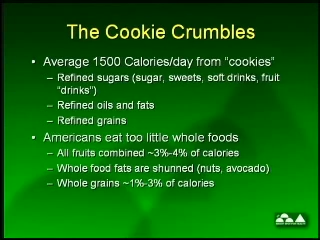 The Cookie Crumbles
• Average 1500 Calories/day from "cookies"
– Refined sugars (sugar, sweets, soft drinks, fruit
"drinks")
– Refined oils and fats
– Refined grains
• Americans eat too little whole foods
– All fruits combined ~3%-4% of calories
– Whole food fats are shunned (nuts, avocado)
– Whole grains ~1%-3% of calories